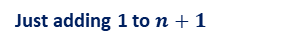 Just adding 1 to n + 1